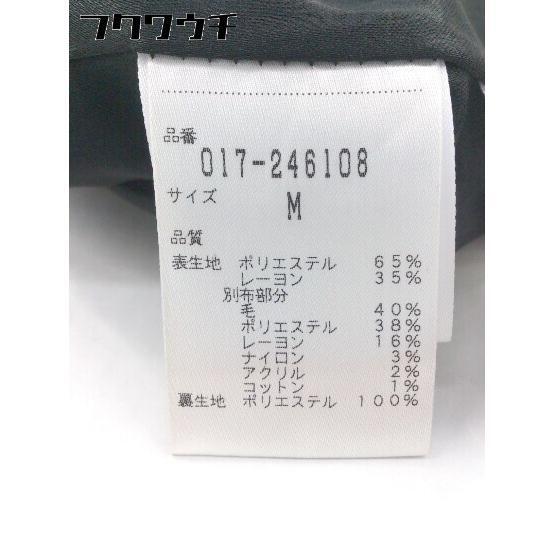 フクワウチ
品番
017-246108
サイズ
M
品質
表生地 ポリエステル 65%
レーヨン 35%
別布部分
毛 40%
ポリエステル 38%
レーヨン 16%
ナイロン 3%
アクリル 2%
コットン 1%
裏生地 ポリエステル 100%